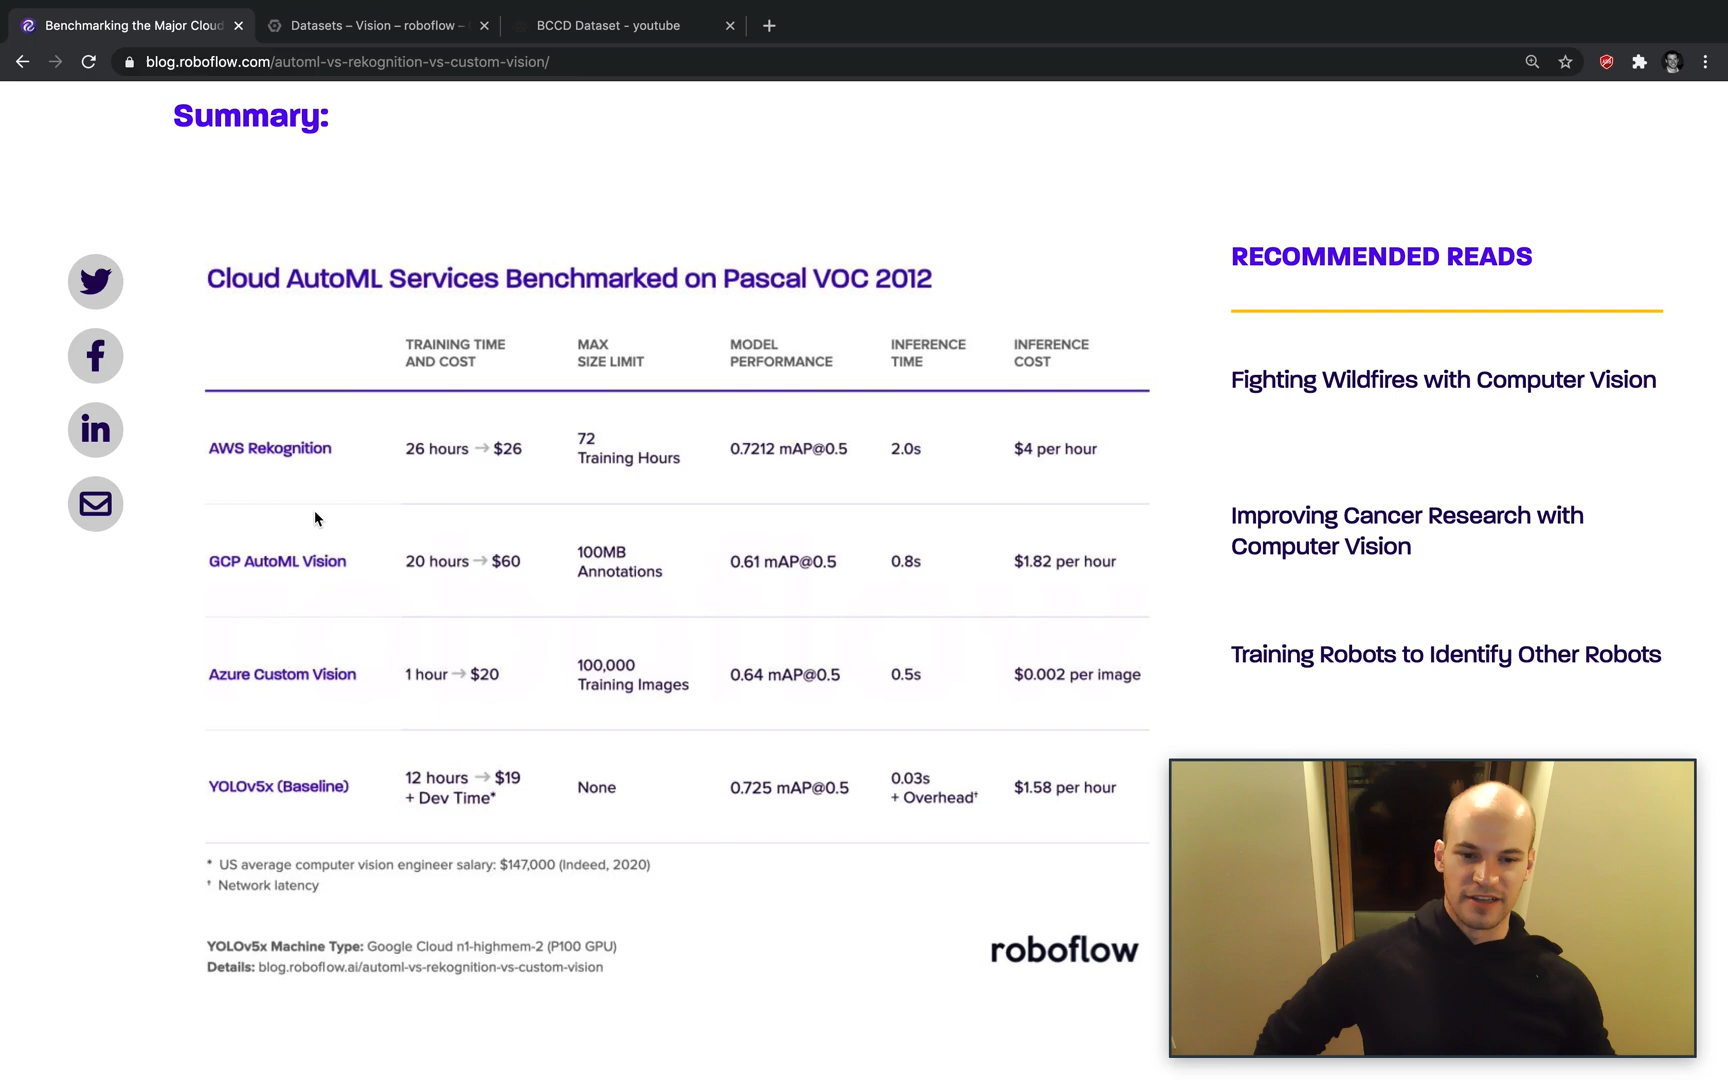 Benchmarking the Major Cloud
Datasets – Vision – roboflow –
BCCD Dataset - youtube
blog.roboflow.com/automl-vs-rekognition-vs-custom-vision/
Summary:
Cloud AutoML Services Benchmarked on Pascal VOC 2012
TRAINING TIME AND COST
MAX SIZE LIMIT
MODEL PERFORMANCE
INFERENCE TIME
INFERENCE COST
AWS Rekognition
26 hours → $26
72
Training Hours
0.7212 mAP@0.5
2.0s
$4 per hour
GCP AutoML Vision
20 hours → $60
100MB
Annotations
0.61 mAP@0.5
0.8s
$1.82 per hour
Azure Custom Vision
1 hour → $20
100,000
Training Images
0.64 mAP@0.5
0.5s
$0.002 per image
YOLOv5x (Baseline)
12 hours → $19
+ Dev Time*
None
0.725 mAP@0.5
0.03s
+ Overhead†
$1.58 per hour
* US average computer vision engineer salary: $147,000 (Indeed, 2020)
† Network latency
YOLOv5x Machine Type: Google Cloud n1-highmem-2 (P100 GPU)
Details: blog.roboflow.ai/automl-vs-rekognition-vs-custom-vision
roboflow
RECOMMENDED READS
Fighting Wildfires with Computer Vision
Improving Cancer Research with
Computer Vision
Training Robots to Identify Other Robots